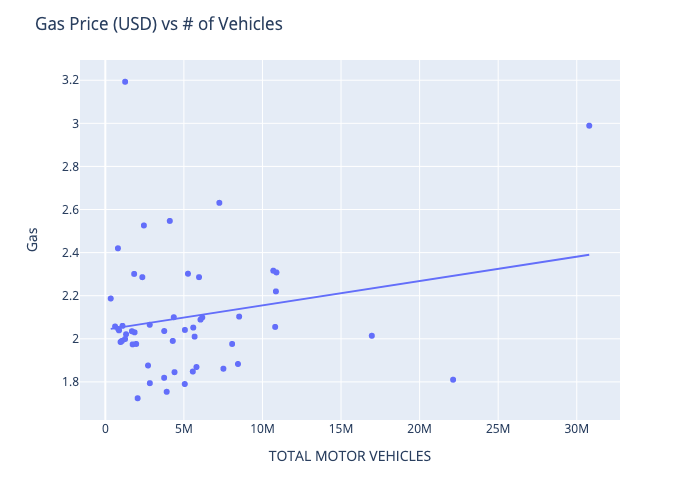 Gas Price (USD) vs # of Vehicles
3.2
3
2.8
2.6
2.4
2.2
2
1.8
Gas
0 5M 10M 15M 20M 25M 30M
TOTAL MOTOR VEHICLES